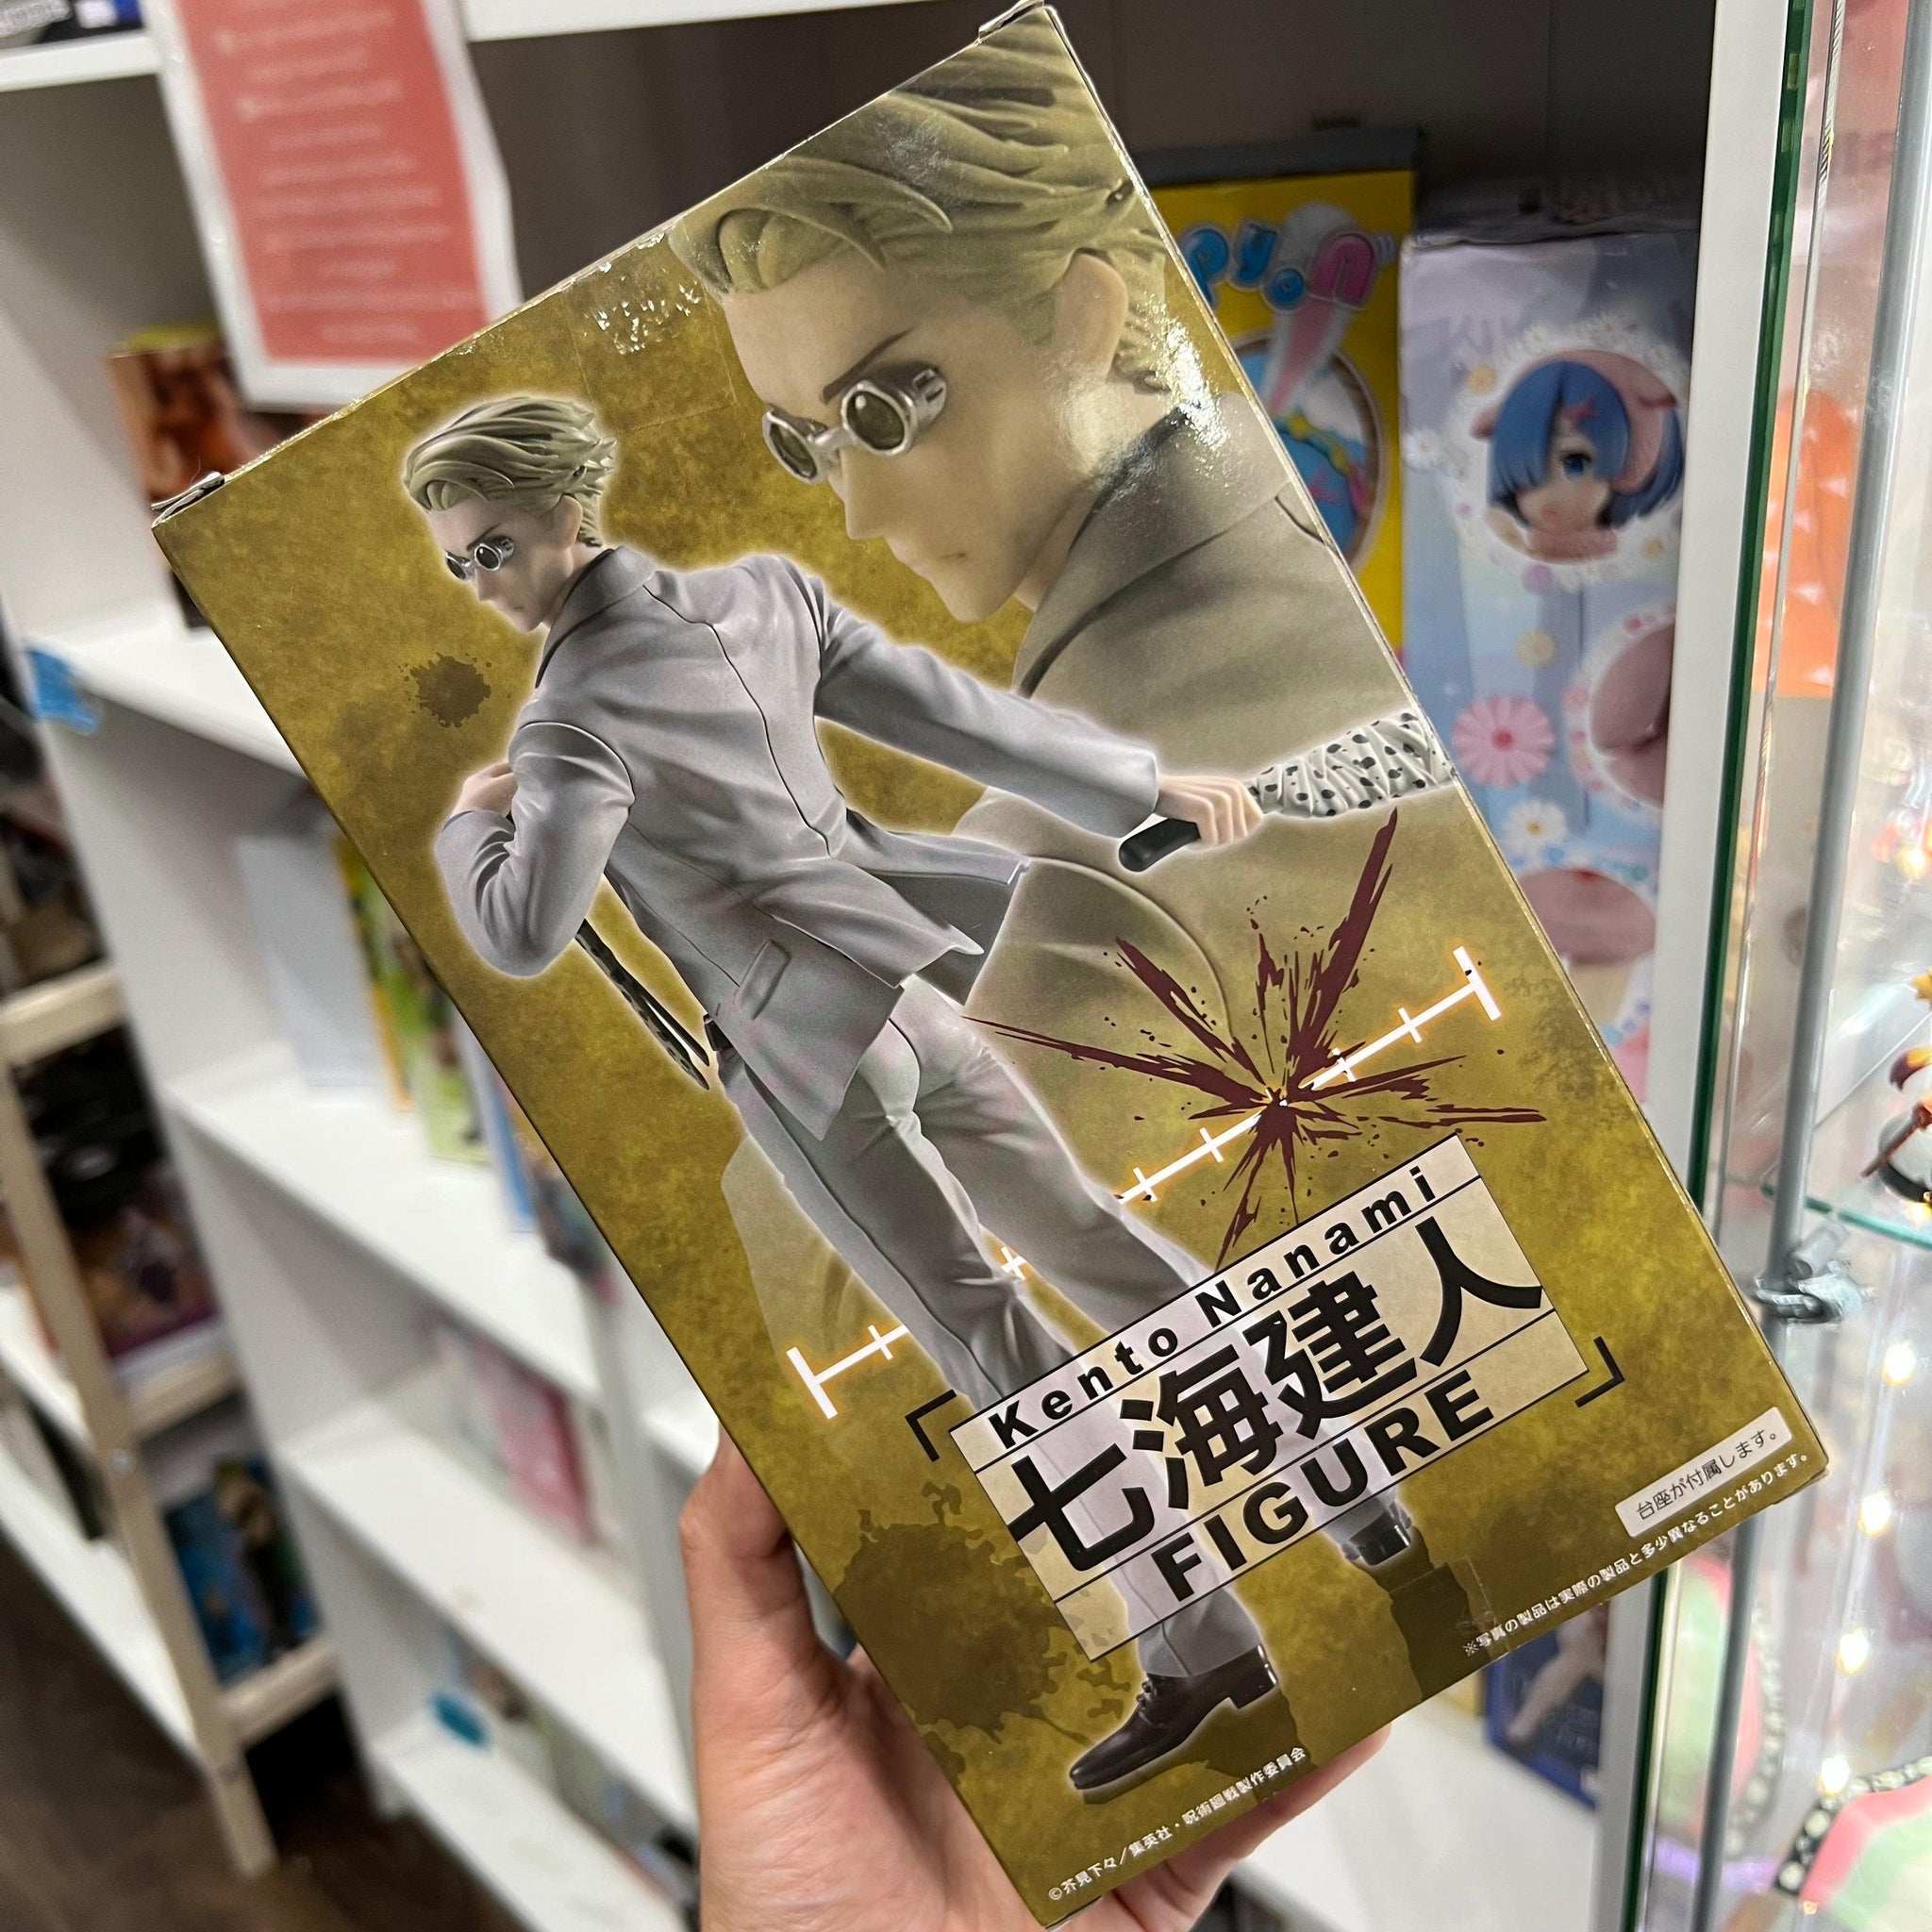 Kento Nanami
七海建人
FIGURE
台座が付属します。
※写真の製品は実際の製品と多少異なることがあります。
©芥見下々／集英社・呪術廻戦製作委員会